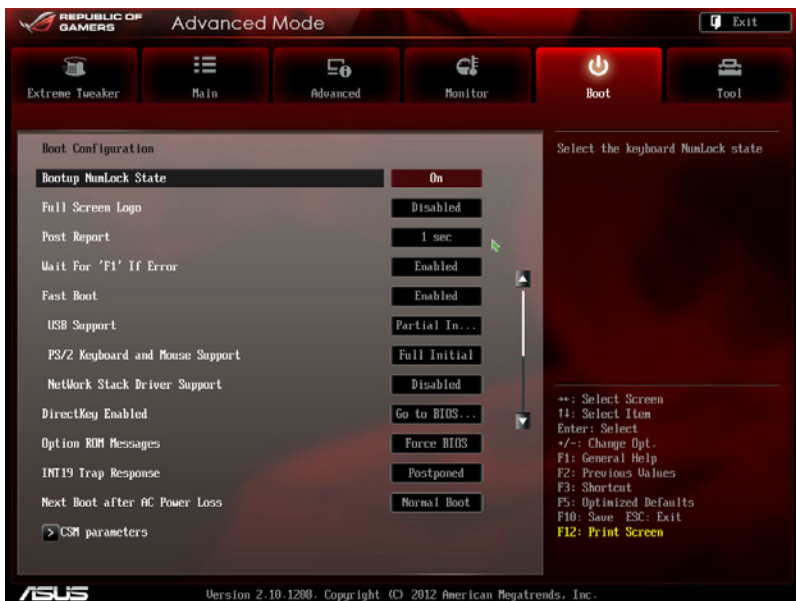 REPUBLIC OF
GAMERS
Advanced Mode
Exit
Extreme Tweaker
Main
Advanced
Monitor
Boot
Tool
Boot Configuration
Bootup NumLock State On
Full Screen Logo Disabled
Post Report 1 sec
Wait For 'F1' If Error Enabled
Fast Boot Enabled
USB Support Partial In...
PS/2 Keyboard and Mouse Support Full Initial
NetWork Stack Driver Support Disabled
DirectKey Enabled Go to BIOS...
Option ROM Messages Force BIOS
INT19 Trap Response Postponed
Next Boot after AC Power Loss Normal Boot
> CSM parameters
Select the keyboard NumLock state
→←: Select Screen
↑↓: Select Item
Enter: Select
+/-: Change Opt.
F1: General Help
F2: Previous Values
F3: Shortcut
F5: Optimized Defaults
F10: Save ESC: Exit
F12: Print Screen
ASUS
Version 2.10.1208. Copyright (C) 2012 American Megatrends, Inc.